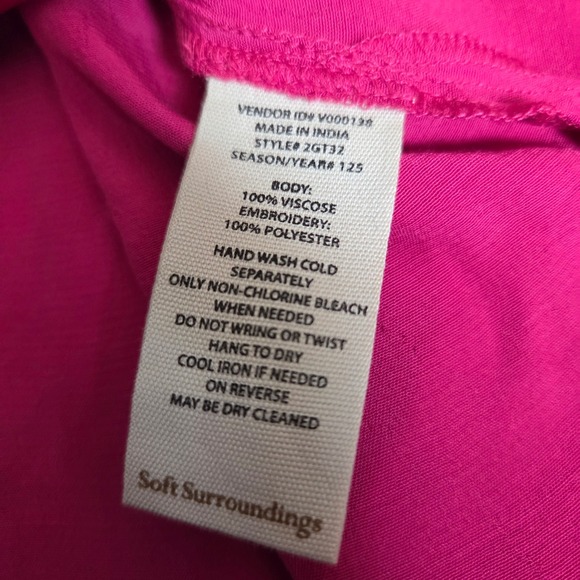 VENDOR ID# V000138
MADE IN INDIA
STYLE# 2GT32
SEASON/YEAR# 125
BODY:
100% VISCOSE
EMBROIDERY:
100% POLYESTER
HAND WASH COLD
SEPARATELY
ONLY NON-CHLORINE BLEACH
WHEN NEEDED
DO NOT WRING OR TWIST
HANG TO DRY
COOL IRON IF NEEDED
ON REVERSE
MAY BE DRY CLEANED
Soft Surroundings